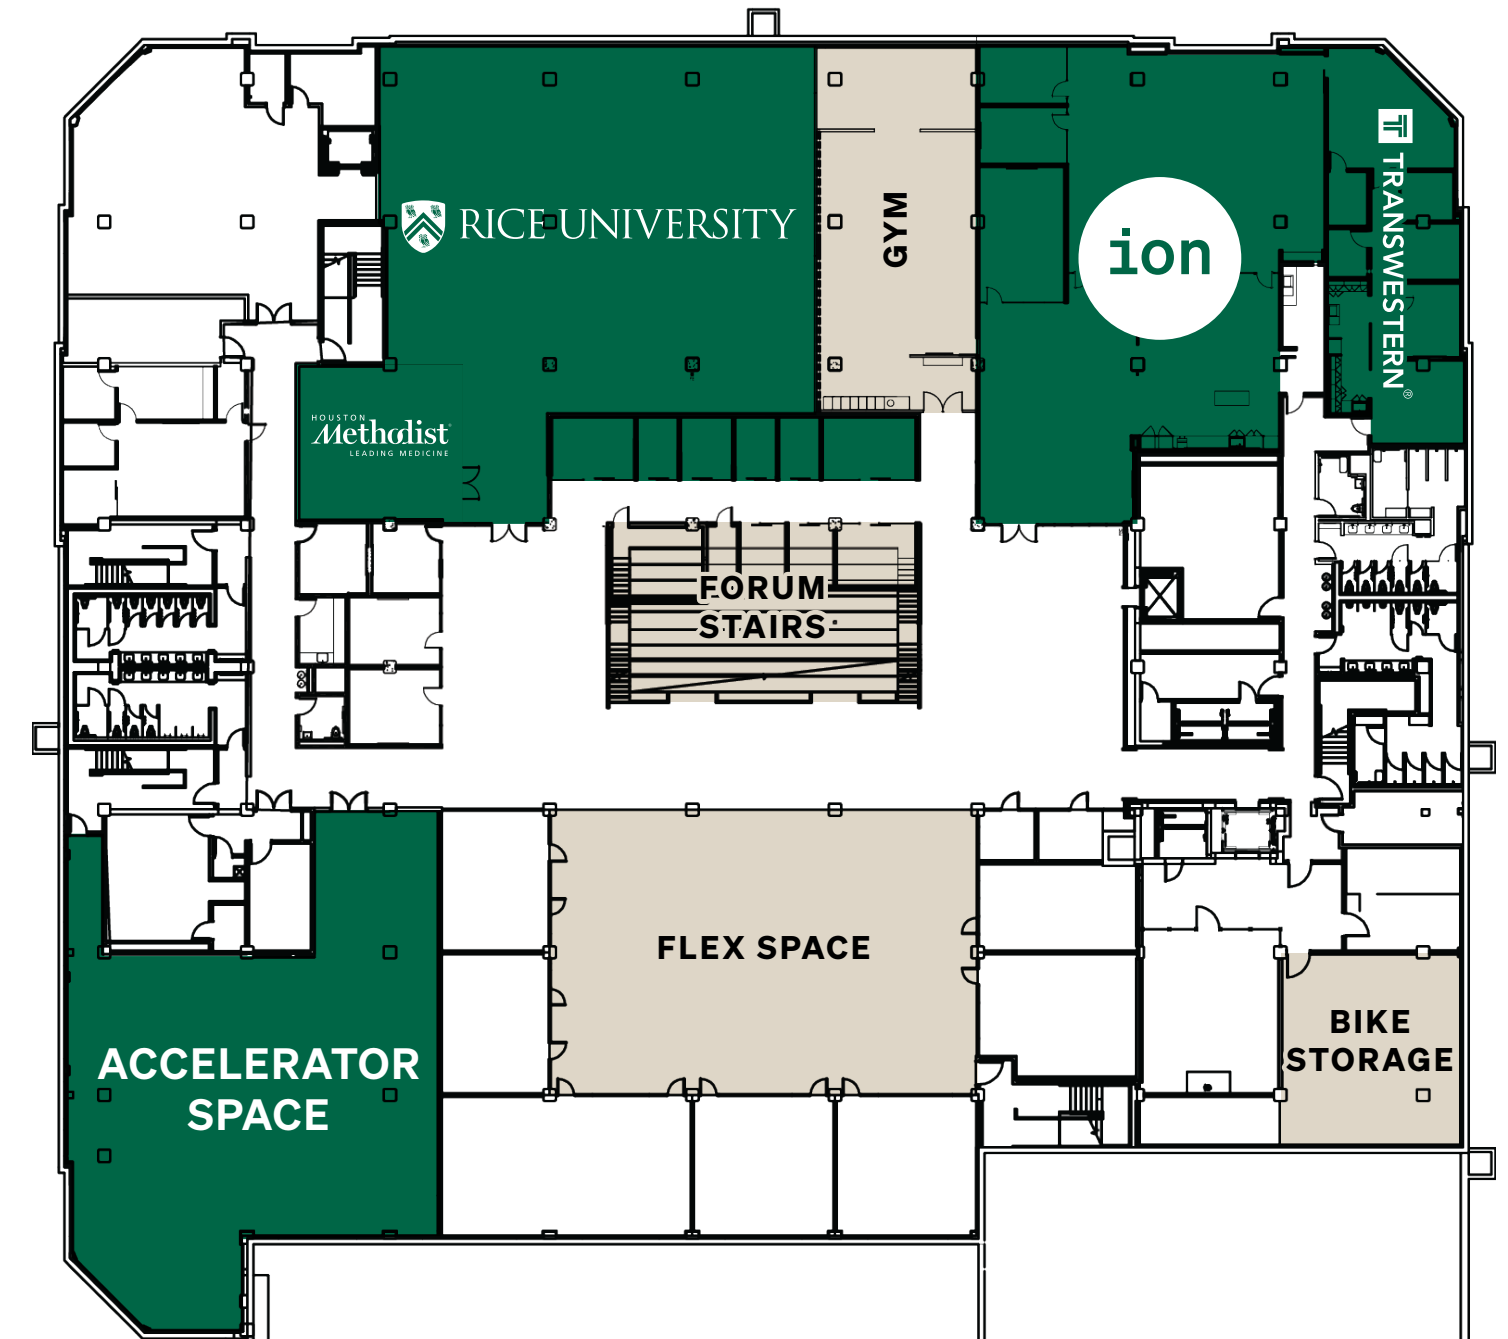 RICE UNIVERSITY
GYM
ion
TRANSWESTERN®
HOUSTON
Methodist
LEADING MEDICINE
FORUM
STAIRS
FLEX SPACE
BIKE
STORAGE
ACCELERATOR
SPACE